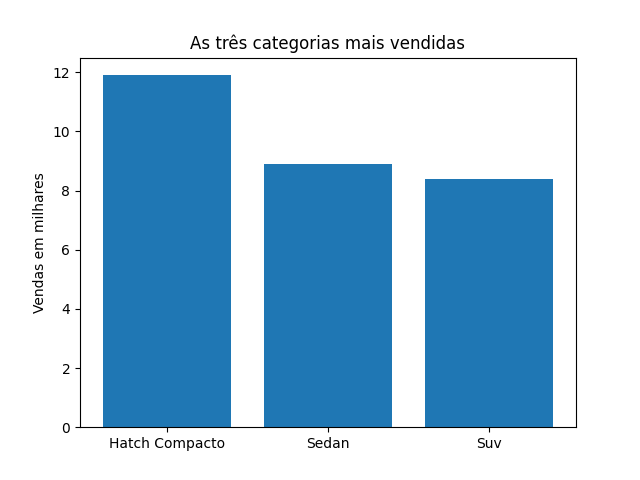 As três categorias mais vendidas
Vendas em milhares
12
10
8
6
4
2
0
Hatch Compacto
Sedan
Suv